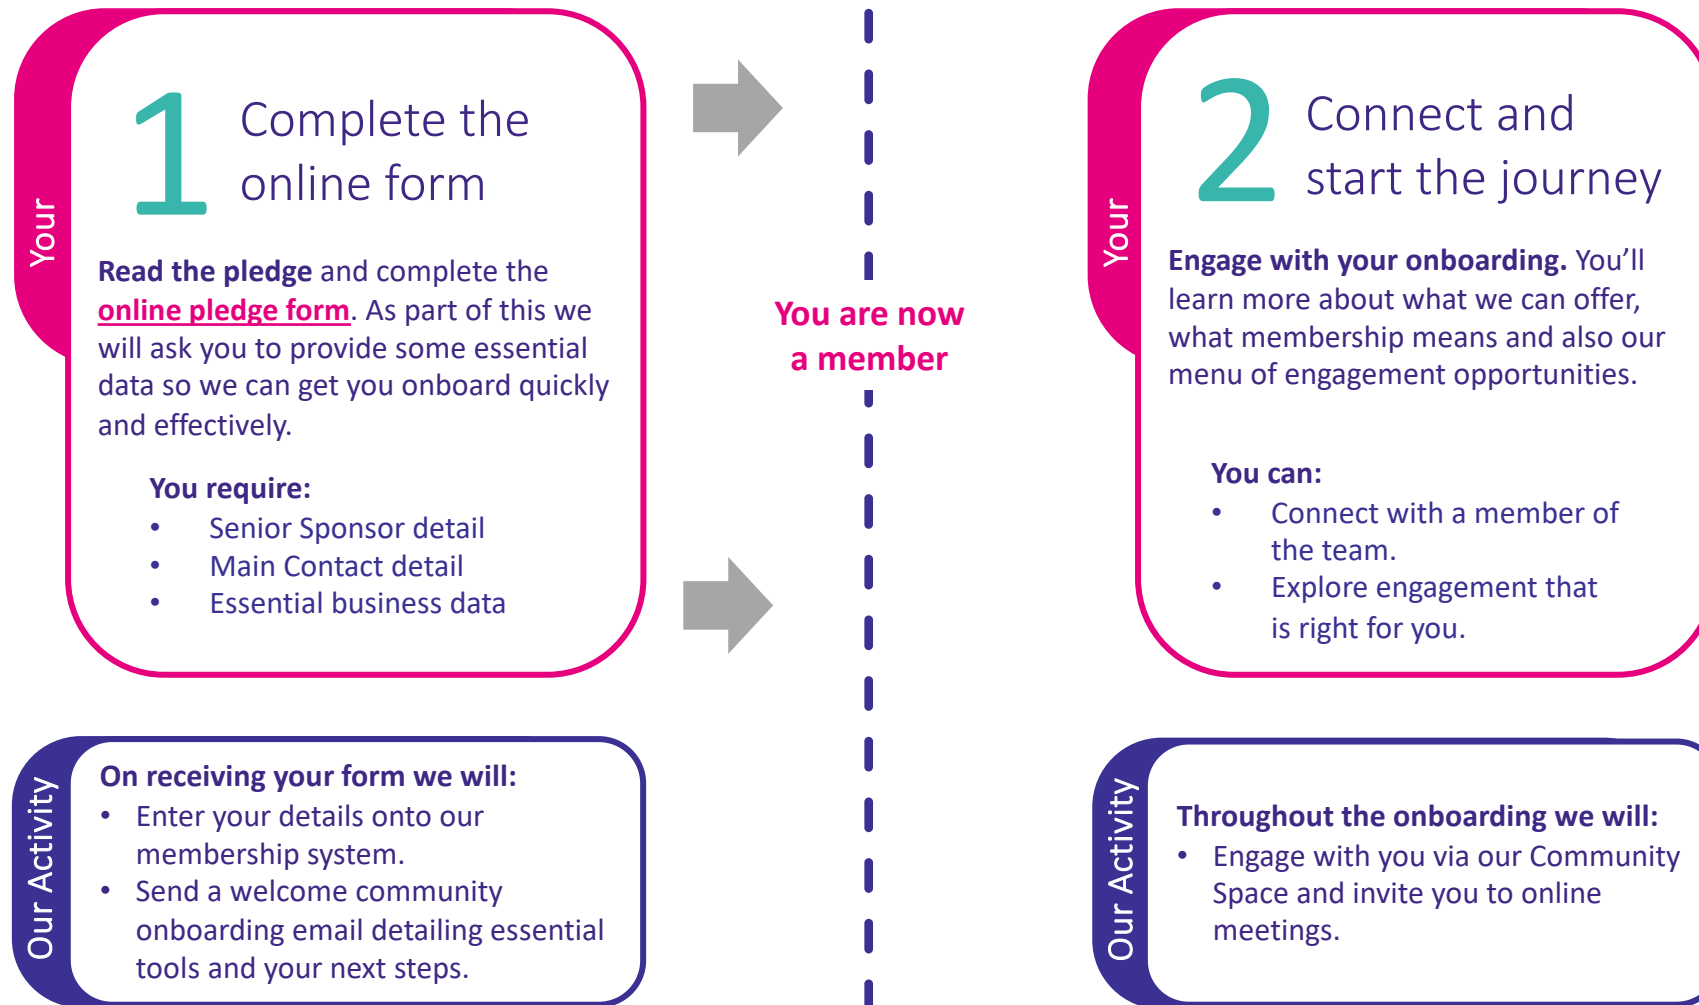 Your
1
Complete the
online form
Read the pledge and complete the
online pledge form. As part of this we
will ask you to provide some essential
data so we can get you onboard quickly
and effectively.
You require:
• Senior Sponsor detail
• Main Contact detail
• Essential business data
Our Activity
On receiving your form we will:
• Enter your details onto our
membership system.
• Send a welcome community
onboarding email detailing essential
tools and your next steps.
You are now
a member
Your
2
Connect and
start the journey
Engage with your onboarding. You’ll
learn more about what we can offer,
what membership means and also our
menu of engagement opportunities.
You can:
• Connect with a member of
the team.
• Explore engagement that
is right for you.
Our Activity
Throughout the onboarding we will:
• Engage with you via our Community
Space and invite you to online
meetings.